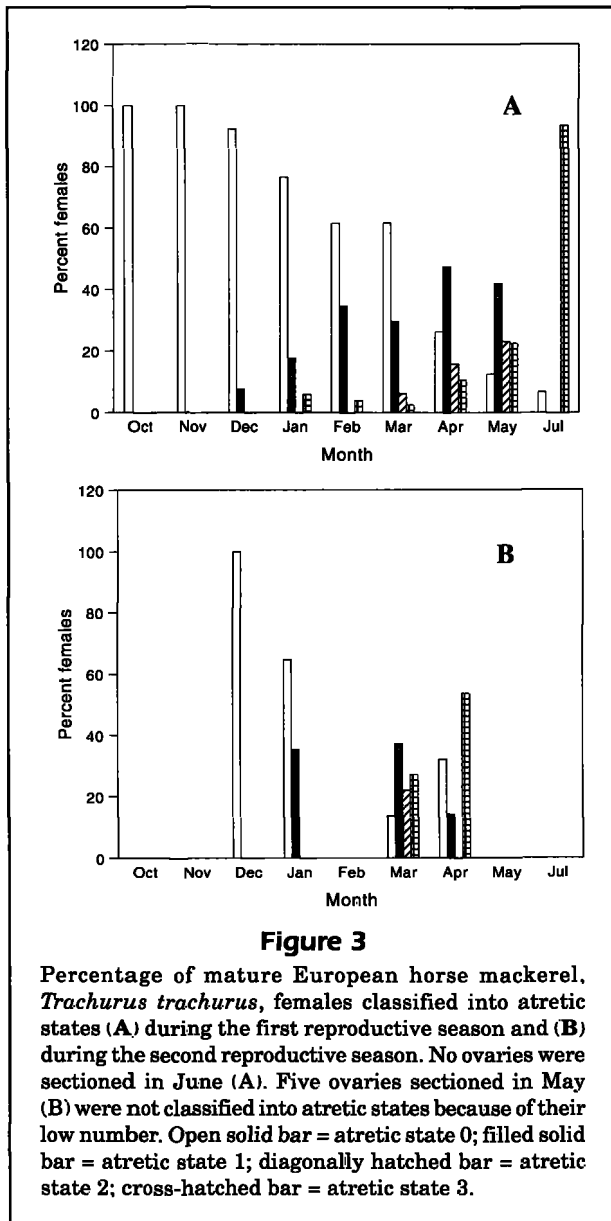 A
120
100
80
60
40
20
0
Percent females
Oct Nov Dec Jan Feb Mar Apr May Jul
Month
B
120
100
80
60
40
20
0
Percent females
Oct Nov Dec Jan Feb Mar Apr May Jul
Month
Figure 3
Percentage of mature European horse mackerel,
Trachurus trachurus, females classified into atretic
states (A) during the first reproductive season and (B)
during the second reproductive season. No ovaries were
sectioned in June (A). Five ovaries sectioned in May
(B) were not classified into atretic states because of their
low number. Open solid bar = atretic state 0; filled solid
bar = atretic state 1; diagonally hatched bar = atretic
state 2; cross-hatched bar = atretic state 3.